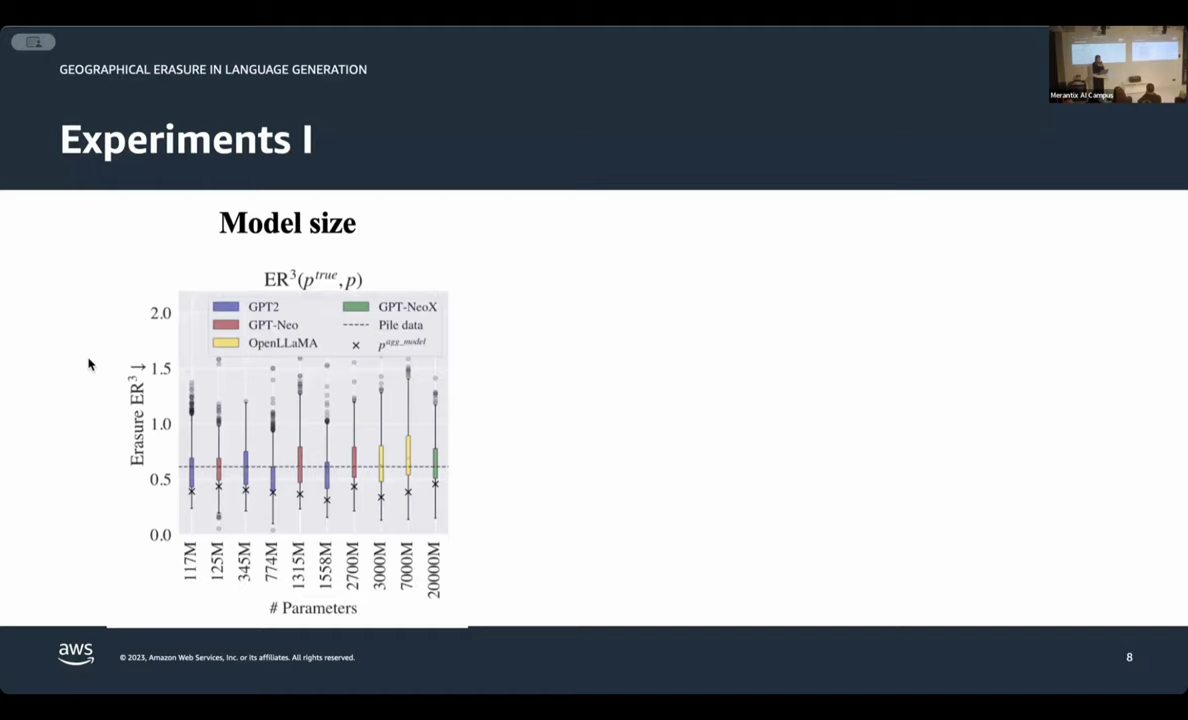 GEOGRAPHICAL ERASURE IN LANGUAGE GENERATION
Merantix AI Campus
Experiments I
Model size
ER³(p^true, p)
GPT2
GPT-Neo
OpenLLaMA
GPT-NeoX
Pile data
p^agg_model
Erasure ER³↓
2.0
1.5
1.0
0.5
0.0
117M
125M
345M
774M
1315M
1558M
2700M
3000M
7000M
20000M
# Parameters
aws
© 2023, Amazon Web Services, Inc. or its affiliates. All rights reserved.
8